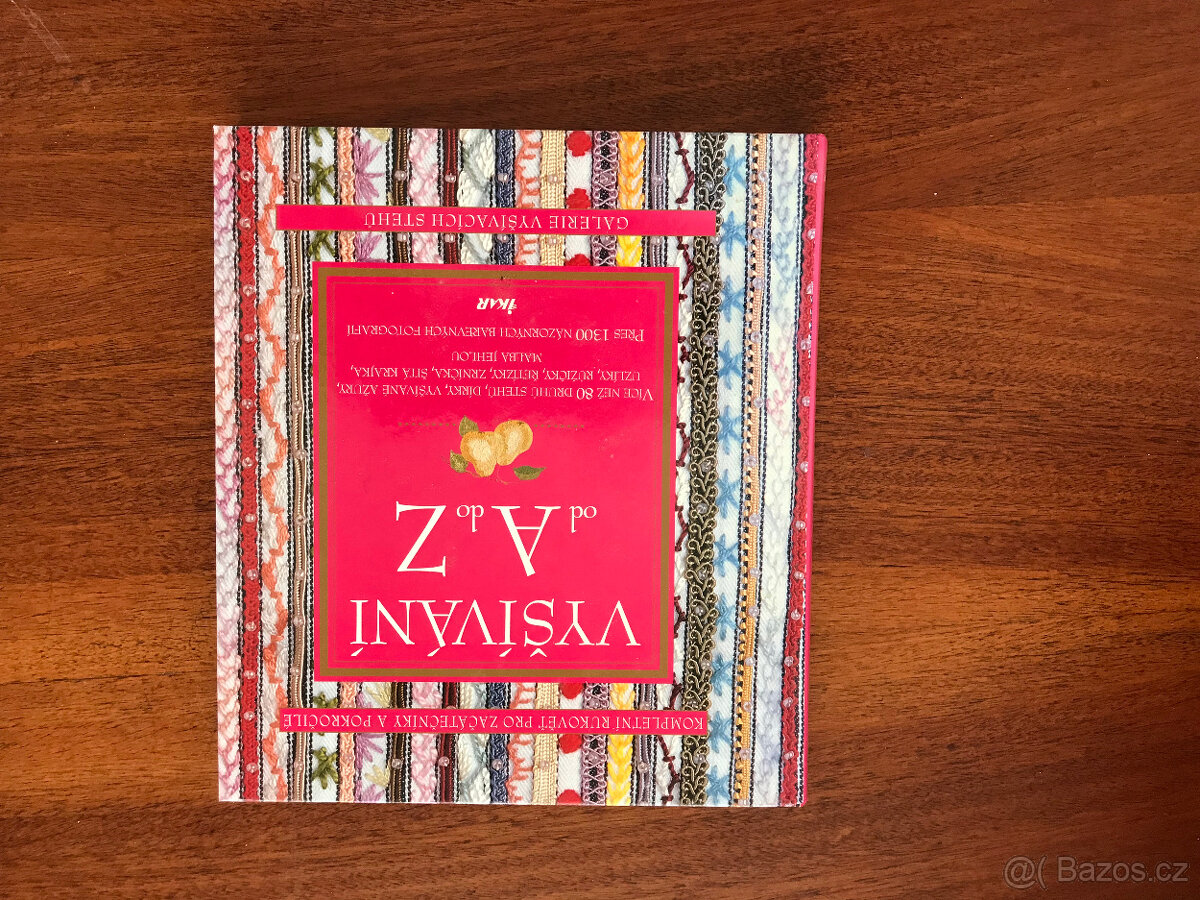 KOMPLETNÍ RUKOVĚŤ PRO ZAČÁTEČNÍKY A POKROČILÉ
VYŠÍVÁNÍ
od A do Z
VÍCE NEŽ 80 DRUHŮ STEHŮ, DÍRKY, VYŠÍVANÉ AŽURY,
UZLÍKY, RŮŽIČKY, ŘETÍZKY, ZRNÍČKA, ŠITÁ KRAJKA,
MALBA JEHLOU
PŘES 1300 NÁZORNÝCH BAREVNÝCH FOTOGRAFIÍ
IKAR
GALERIE VYŠÍVACÍCH STEHŮ
@( Bazos.cz